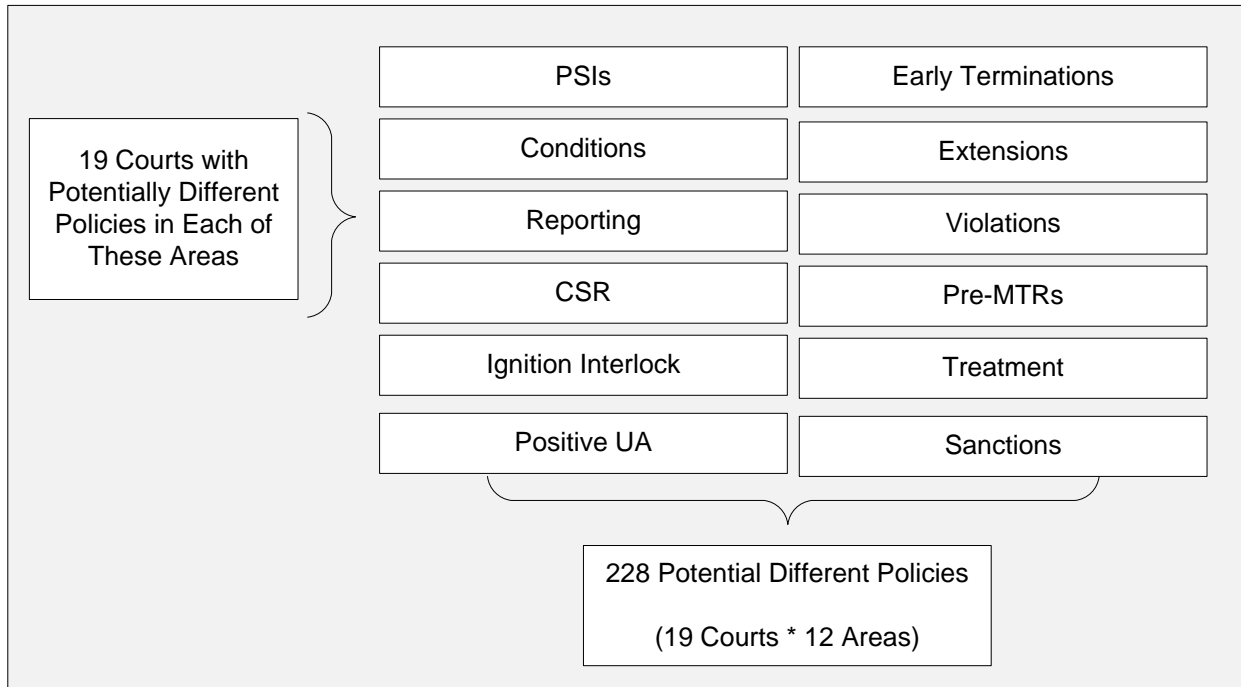 19 Courts with
Potentially Different
Policies in Each of
These Areas
PSIs
Conditions
Reporting
CSR
Ignition Interlock
Positive UA
Early Terminations
Extensions
Violations
Pre-MTRs
Treatment
Sanctions
228 Potential Different Policies
(19 Courts * 12 Areas)